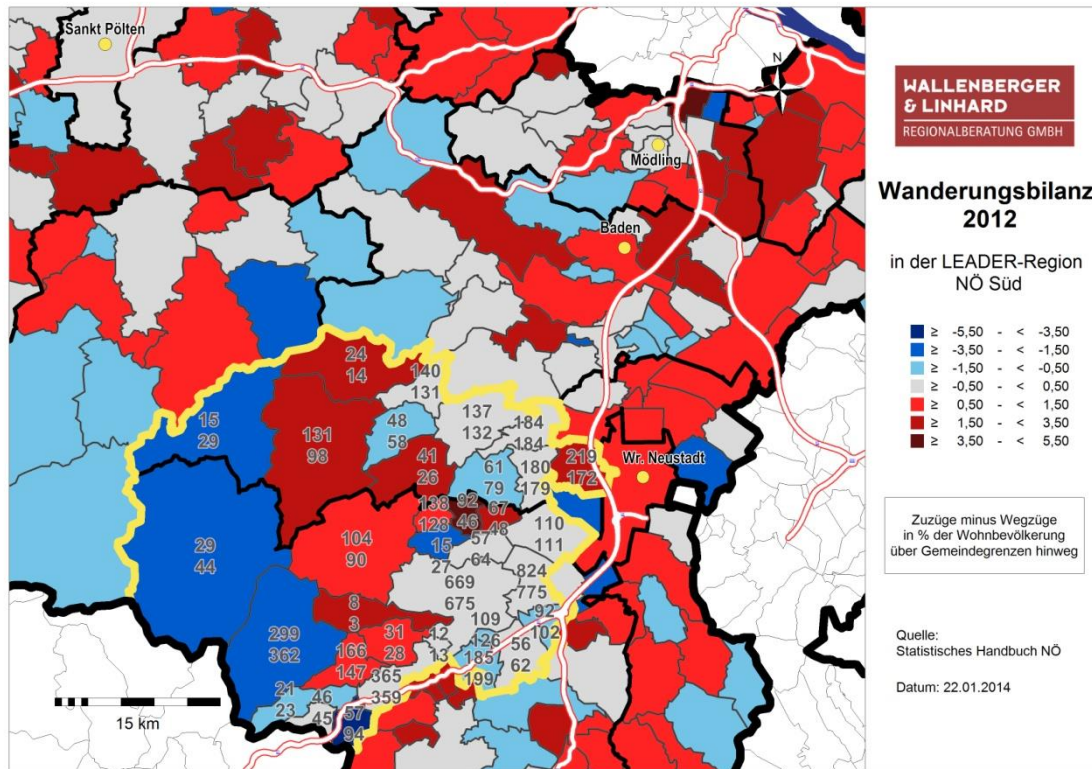 Sankt Pölten
N
Mödling
Baden
Wr. Neustadt
24
14
140
131
15
29
131
98
48
58
137
132
184
184
41
26
61
79
180
179
219
172
138
128
92
46
67
48
15
27
57
64
110
111
104
90
29
44
669
675
824
775
8
3
109
126
92
102
299
362
31
28
12
13
56
62
166
147
185
199
365
359
21
23
46
45
57
94
15 km
WALLENBERGER
& LINHARD
REGIONALBERATUNG GMBH
Wanderungsbilanz
2012
in der LEADER-Region
NÖ Süd
≥ -5,50 - < -3,50
≥ -3,50 - < -1,50
≥ -1,50 - < -0,50
≥ -0,50 - < 0,50
≥ 0,50 - < 1,50
≥ 1,50 - < 3,50
≥ 3,50 - < 5,50
Zuzüge minus Wegzüge
in % der Wohnbevölkerung
über Gemeindegrenzen hinweg
Quelle:
Statistisches Handbuch NÖ
Datum: 22.01.2014